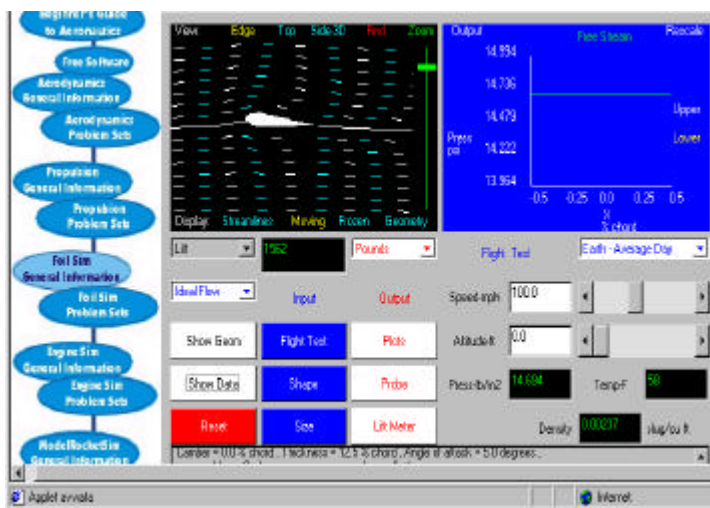 Beginner's Guide
to Aeronautics
Free Software
Aerodynamics
General Information
Aerodynamics
Problem Sets
Propulsion
General Information
Propulsion
Problem Sets
Foil Sim
General Information
Foil Sim
Problem Sets
Engine Sim
General Information
Engine Sim
Problem Sets
ModelRocketSim
General Information
View: Edge Top Side-3D Find Zoom
Display: Streamlines Moving Frozen Geometry
Output Free Stream Rescale
14.994
14.736
14.479
14.222
13.964
Press
psi
Upper
Lower
-0.5 -0.25 0.0 0.25 0.5
X
% chord
Lift 1562 Pounds
Flight Test Earth - Average Day
Ideal Flow Input Output
Speed-mph 100.0
Altitude-ft 0.0
Show Geom Flight Test Plots
Show Data Shape Probe
Reset Size Lift Meter
Press-lb/in2 14.694 Temp-F 58
Density 0.00237 slug/cu ft
Camber = 0.0 % chord , Thickness = 12.5 % chord , Angle of attack = 5.0 degrees ,
Applet avviato
Internet